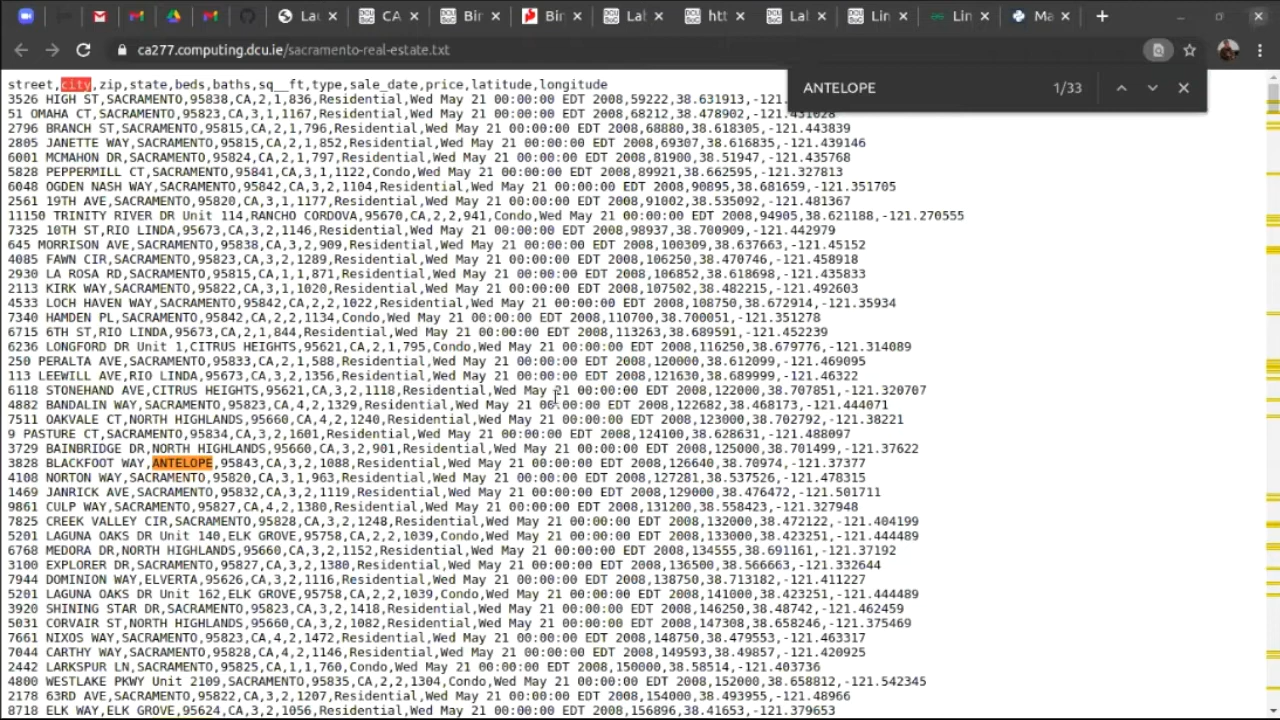 Lau
CA
Bin
Bin
Lab
htt
Lab
Lin
Lin
Ma
ca277.computing.dcu.ie/sacramento-real-estate.txt
ANTELOPE
1/33
street,city,zip,state,beds,baths,sq__ft,type,sale_date,price,latitude,longitude
3526 HIGH ST,SACRAMENTO,95838,CA,2,1,836,Residential,Wed May 21 00:00:00 EDT 2008,59222,38.631913,-121.
51 OMAHA CT,SACRAMENTO,95823,CA,3,1,1167,Residential,Wed May 21 00:00:00 EDT 2008,68212,38.478902,-121.431028
2796 BRANCH ST,SACRAMENTO,95815,CA,2,1,796,Residential,Wed May 21 00:00:00 EDT 2008,68880,38.618305,-121.443839
2805 JANETTE WAY,SACRAMENTO,95815,CA,2,1,852,Residential,Wed May 21 00:00:00 EDT 2008,69307,38.616835,-121.439146
6001 MCMAHON DR,SACRAMENTO,95824,CA,2,1,797,Residential,Wed May 21 00:00:00 EDT 2008,81900,38.51947,-121.435768
5828 PEPPERMILL CT,SACRAMENTO,95841,CA,3,1,1122,Condo,Wed May 21 00:00:00 EDT 2008,89921,38.662595,-121.327813
6048 OGDEN NASH WAY,SACRAMENTO,95842,CA,3,2,1104,Residential,Wed May 21 00:00:00 EDT 2008,90895,38.681659,-121.351705
2561 19TH AVE,SACRAMENTO,95820,CA,3,1,1177,Residential,Wed May 21 00:00:00 EDT 2008,91002,38.535092,-121.481367
11150 TRINITY RIVER DR Unit 114,RANCHO CORDOVA,95670,CA,2,2,941,Condo,Wed May 21 00:00:00 EDT 2008,94905,38.621188,-121.270555
7325 10TH ST,RIO LINDA,95673,CA,3,2,1146,Residential,Wed May 21 00:00:00 EDT 2008,98937,38.700909,-121.442979
645 MORRISON AVE,SACRAMENTO,95838,CA,3,2,909,Residential,Wed May 21 00:00:00 EDT 2008,100309,38.637663,-121.45152
4085 FAWN CIR,SACRAMENTO,95823,CA,3,2,1289,Residential,Wed May 21 00:00:00 EDT 2008,106250,38.470746,-121.458918
2930 LA ROSA RD,SACRAMENTO,95815,CA,1,1,871,Residential,Wed May 21 00:00:00 EDT 2008,106852,38.618698,-121.435833
2113 KIRK WAY,SACRAMENTO,95822,CA,3,1,1020,Residential,Wed May 21 00:00:00 EDT 2008,107502,38.482215,-121.492603
4533 LOCH HAVEN WAY,SACRAMENTO,95842,CA,2,2,1022,Residential,Wed May 21 00:00:00 EDT 2008,108750,38.672914,-121.35934
7340 HAMDEN PL,SACRAMENTO,95842,CA,2,2,1134,Condo,Wed May 21 00:00:00 EDT 2008,110700,38.700051,-121.351278
6715 6TH ST,RIO LINDA,95673,CA,2,1,844,Residential,Wed May 21 00:00:00 EDT 2008,113263,38.689591,-121.452239
6236 LONGFORD DR Unit 1,CITRUS HEIGHTS,95621,CA,2,1,795,Condo,Wed May 21 00:00:00 EDT 2008,116250,38.679776,-121.314089
250 PERALTA AVE,SACRAMENTO,95833,CA,2,1,588,Residential,Wed May 21 00:00:00 EDT 2008,120000,38.612099,-121.469095
113 LEEWILL AVE,RIO LINDA,95673,CA,3,2,1356,Residential,Wed May 21 00:00:00 EDT 2008,121630,38.689999,-121.46322
6118 STONEHAND AVE,CITRUS HEIGHTS,95621,CA,3,2,1118,Residential,Wed May 21 00:00:00 EDT 2008,122000,38.707851,-121.320707
4882 BANDALIN WAY,SACRAMENTO,95823,CA,4,2,1329,Residential,Wed May 21 00:00:00 EDT 2008,122682,38.468173,-121.444071
7511 OAKVALE CT,NORTH HIGHLANDS,95660,CA,4,2,1240,Residential,Wed May 21 00:00:00 EDT 2008,123000,38.702792,-121.38221
9 PASTURE CT,SACRAMENTO,95834,CA,3,2,1601,Residential,Wed May 21 00:00:00 EDT 2008,124100,38.628631,-121.488097
3729 BAINBRIDGE DR,NORTH HIGHLANDS,95660,CA,3,2,901,Residential,Wed May 21 00:00:00 EDT 2008,125000,38.701499,-121.37622
3828 BLACKFOOT WAY,ANTELOPE,95843,CA,3,2,1088,Residential,Wed May 21 00:00:00 EDT 2008,126640,38.70974,-121.37377
4108 NORTON WAY,SACRAMENTO,95820,CA,3,1,963,Residential,Wed May 21 00:00:00 EDT 2008,127281,38.537526,-121.478315
1469 JANRICK AVE,SACRAMENTO,95832,CA,3,2,1119,Residential,Wed May 21 00:00:00 EDT 2008,129000,38.476472,-121.501711
9861 CULP WAY,SACRAMENTO,95827,CA,4,2,1380,Residential,Wed May 21 00:00:00 EDT 2008,131200,38.558423,-121.327948
7825 CREEK VALLEY CIR,SACRAMENTO,95828,CA,3,2,1248,Residential,Wed May 21 00:00:00 EDT 2008,132000,38.472122,-121.404199
5201 LAGUNA OAKS DR Unit 140,ELK GROVE,95758,CA,2,2,1039,Condo,Wed May 21 00:00:00 EDT 2008,133000,38.423251,-121.444489
6768 MEDORA DR,NORTH HIGHLANDS,95660,CA,3,2,1152,Residential,Wed May 21 00:00:00 EDT 2008,134555,38.691161,-121.37192
3100 EXPLORER DR,SACRAMENTO,95827,CA,3,2,1380,Residential,Wed May 21 00:00:00 EDT 2008,136500,38.566663,-121.332644
7944 DOMINION WAY,ELVERTA,95626,CA,3,2,1116,Residential,Wed May 21 00:00:00 EDT 2008,138750,38.713182,-121.411227
5201 LAGUNA OAKS DR Unit 162,ELK GROVE,95758,CA,2,2,1039,Condo,Wed May 21 00:00:00 EDT 2008,141000,38.423251,-121.444489
3920 SHINING STAR DR,SACRAMENTO,95823,CA,3,2,1418,Residential,Wed May 21 00:00:00 EDT 2008,146250,38.48742,-121.462459
5031 CORVAIR ST,NORTH HIGHLANDS,95660,CA,3,2,1082,Residential,Wed May 21 00:00:00 EDT 2008,147308,38.658246,-121.375469
7661 NIXOS WAY,SACRAMENTO,95823,CA,4,2,1472,Residential,Wed May 21 00:00:00 EDT 2008,148750,38.479553,-121.463317
7044 CARTHY WAY,SACRAMENTO,95828,CA,4,2,1146,Residential,Wed May 21 00:00:00 EDT 2008,149593,38.49857,-121.420925
2442 LARKSPUR LN,SACRAMENTO,95825,CA,1,1,760,Condo,Wed May 21 00:00:00 EDT 2008,150000,38.58514,-121.403736
4800 WESTLAKE PKWY Unit 2109,SACRAMENTO,95835,CA,2,2,1304,Condo,Wed May 21 00:00:00 EDT 2008,152000,38.658812,-121.542345
2178 63RD AVE,SACRAMENTO,95822,CA,3,2,1207,Residential,Wed May 21 00:00:00 EDT 2008,154000,38.493955,-121.48966
8718 ELK WAY,ELK GROVE,95624,CA,3,2,1056,Residential,Wed May 21 00:00:00 EDT 2008,156896,38.41653,-121.379653